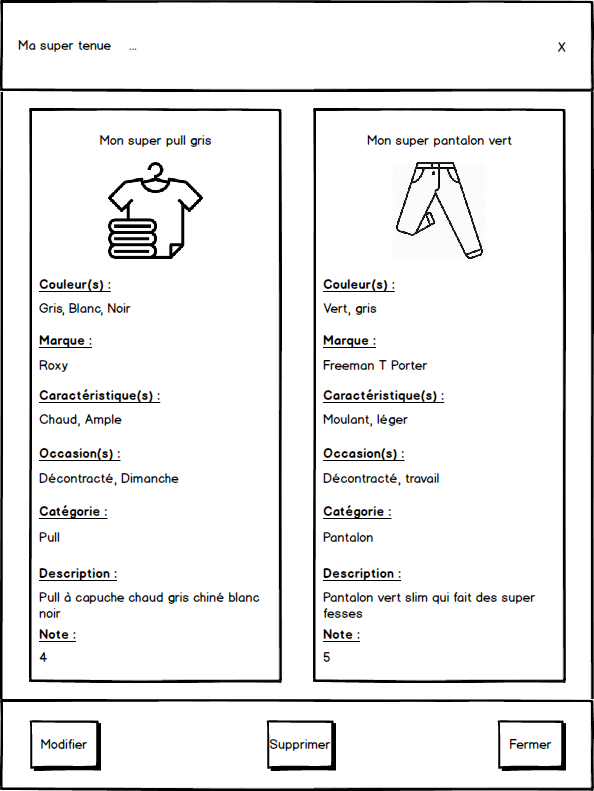 Ma super tenue ...
X
Mon super pull gris
Couleur(s) :
Gris, Blanc, Noir
Marque :
Roxy
Caractéristique(s) :
Chaud, Ample
Occasion(s) :
Décontracté, Dimanche
Catégorie :
Pull
Description :
Pull à capuche chaud gris chiné blanc
noir
Note :
4
Mon super pantalon vert
Couleur(s) :
Vert, gris
Marque :
Freeman T Porter
Caractéristique(s) :
Moulant, léger
Occasion(s) :
Décontracté, travail
Catégorie :
Pantalon
Description :
Pantalon vert slim qui fait des super
fesses
Note :
5
Modifier
Supprimer
Fermer